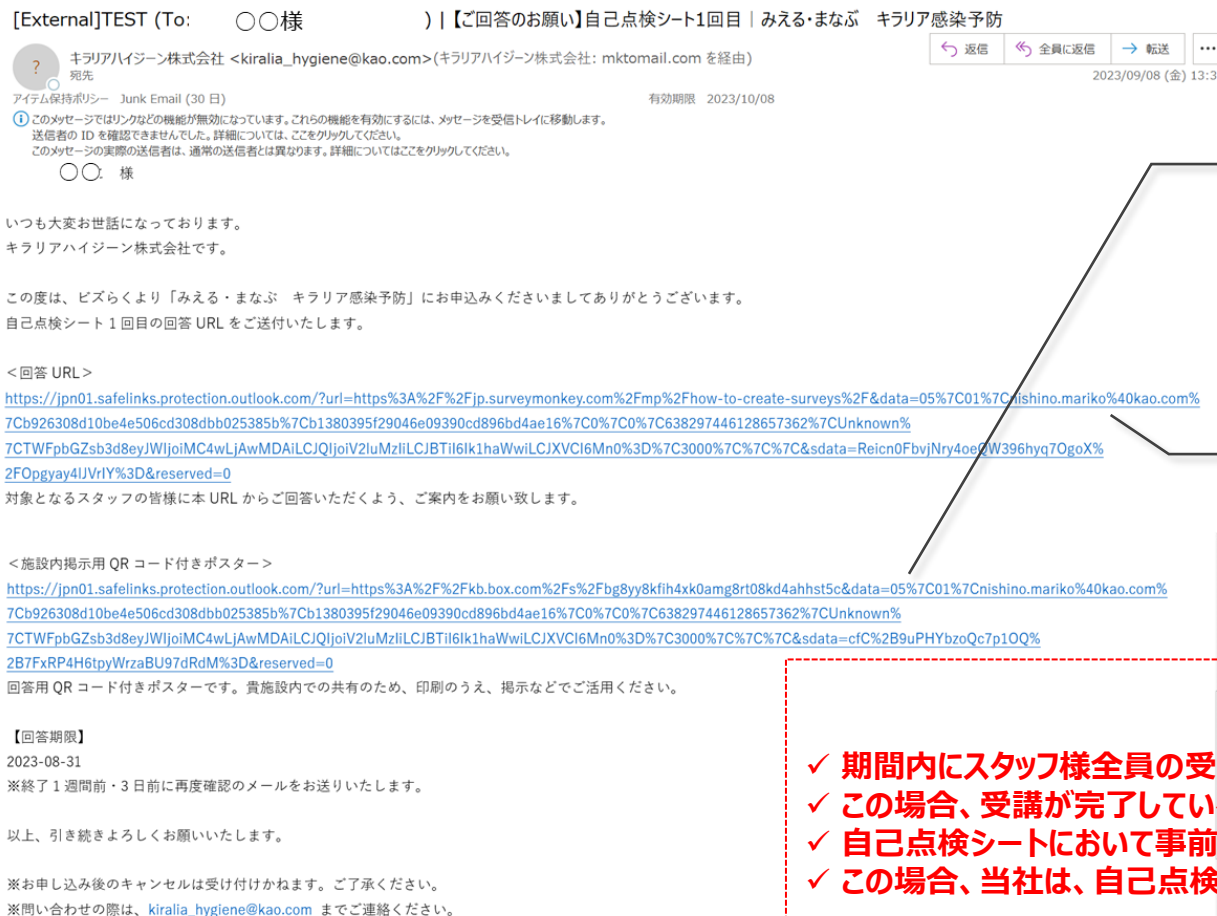 [External]TEST (To: ○○様 )|【ご回答のお願い】自己点検シート1回目｜みえる・まなぶ　キラリア感染予防
返信 全員に返信 転送 …
? キラリアハイジーン株式会社 <kiralia_hygiene@kao.com>(キラリアハイジーン株式会社: mktomail.com を経由)
宛先
2023/09/08 (金) 13:3
アイテム保持ポリシー Junk Email (30 日) 有効期限 2023/10/08
このメッセージではリンクなどの機能が無効になっています。これらの機能を有効にするには、メッセージを受信トレイに移動します。
送信者の ID を確認できませんでした。詳細については、ここをクリックしてください。
このメッセージの実際の送信者は、通常の送信者とは異なります。詳細についてはここをクリックしてください。
○○ 様
いつも大変お世話になっております。
キラリアハイジーン株式会社です。
この度は、ビズらくより「みえる・まなぶ　キラリア感染予防」にお申込みくださいましてありがとうございます。
自己点検シート 1 回目の回答 URL をご送付いたします。
＜回答 URL＞
https://jpn01.safelinks.protection.outlook.com/?url=https%3A%2F%2Fjp.surveymonkey.com%2Fmp%2Fhow-to-create-surveys%2F&data=05%7C01%7Cnishino.mariko%40kao.com%
7Cb926308d10be4e506cd308dbb025385b%7Cb1380395f29046e09390cd896bd4ae16%7C0%7C0%7C638297446128657362%7CUnknown%
7CTWFpbGZsb3d8eyJWIjoiMC4wLjAwMDAiLCJQIjoiV2luMzIiLCJBTiI6Ik1haWwiLCJXVCI6Mn0%3D%7C3000%7C%7C%7C&sdata=Reicn0FbvjNry4oeQW396hyq7OgoX%
2FOpgyay4IJVrIY%3D&reserved=0
対象となるスタッフの皆様に本 URL からご回答いただくよう、ご案内をお願い致します。
＜施設内掲示用 QR コード付きポスター＞
https://jpn01.safelinks.protection.outlook.com/?url=https%3A%2F%2Fkb.box.com%2Fs%2Fbg8yy8kfih4xk0amg8rt08kd4ahhst5c&data=05%7C01%7Cnishino.mariko%40kao.com%
7Cb926308d10be4e506cd308dbb025385b%7Cb1380395f29046e09390cd896bd4ae16%7C0%7C0%7C638297446128657362%7CUnknown%
7CTWFpbGZsb3d8eyJWIjoiMC4wLjAwMDAiLCJQIjoiV2luMzIiLCJBTiI6Ik1haWwiLCJXVCI6Mn0%3D%7C3000%7C%7C%7C&sdata=cfC%2B9uPHYbzoQc7p1OQ%
2B7FxRP4H6tpyWrzaBU97dRdM%3D&reserved=0
回答用 QR コード付きポスターです。貴施設内での共有のため、印刷のうえ、掲示などでご活用ください。
【回答期限】
2023-08-31
※終了 1 週間前・3 日前に再度確認のメールをお送りいたします。
以上、引き続きよろしくお願いいたします。
※お申し込み後のキャンセルは受け付けかねます。ご了承ください。
※問い合わせの際は、kiralia_hygiene@kao.com までご連絡ください。
✓ 期間内にスタッフ様全員の受
✓ この場合、受講が完了してい
✓ 自己点検シートにおいて事前
✓ この場合、当社は、自己点検